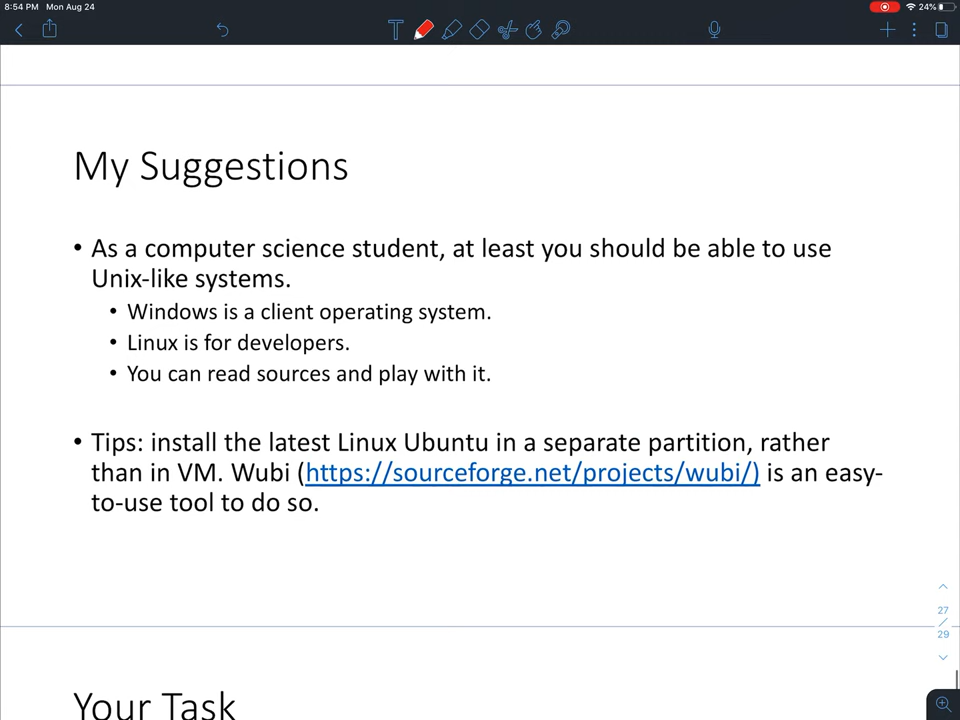 8:54 PM Mon Aug 24
24%
My Suggestions
• As a computer science student, at least you should be able to use
Unix-like systems.
• Windows is a client operating system.
• Linux is for developers.
• You can read sources and play with it.
• Tips: install the latest Linux Ubuntu in a separate partition, rather
than in VM. Wubi (https://sourceforge.net/projects/wubi/) is an easy-
to-use tool to do so.
27
/
29
Your Task